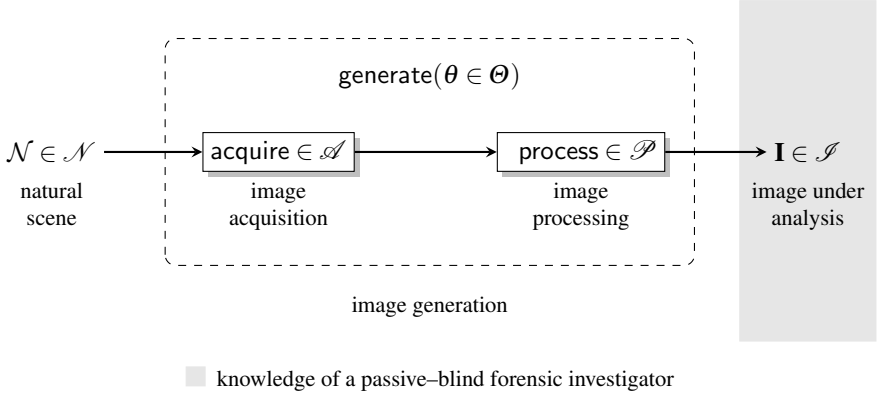 generate(θ ∈ Θ)
𝒩 ∈ 𝒩
acquire ∈ 𝒜
process ∈ 𝒫
I ∈ ℐ
natural
scene
image
acquisition
image
processing
image under
analysis
image generation
knowledge of a passive–blind forensic investigator